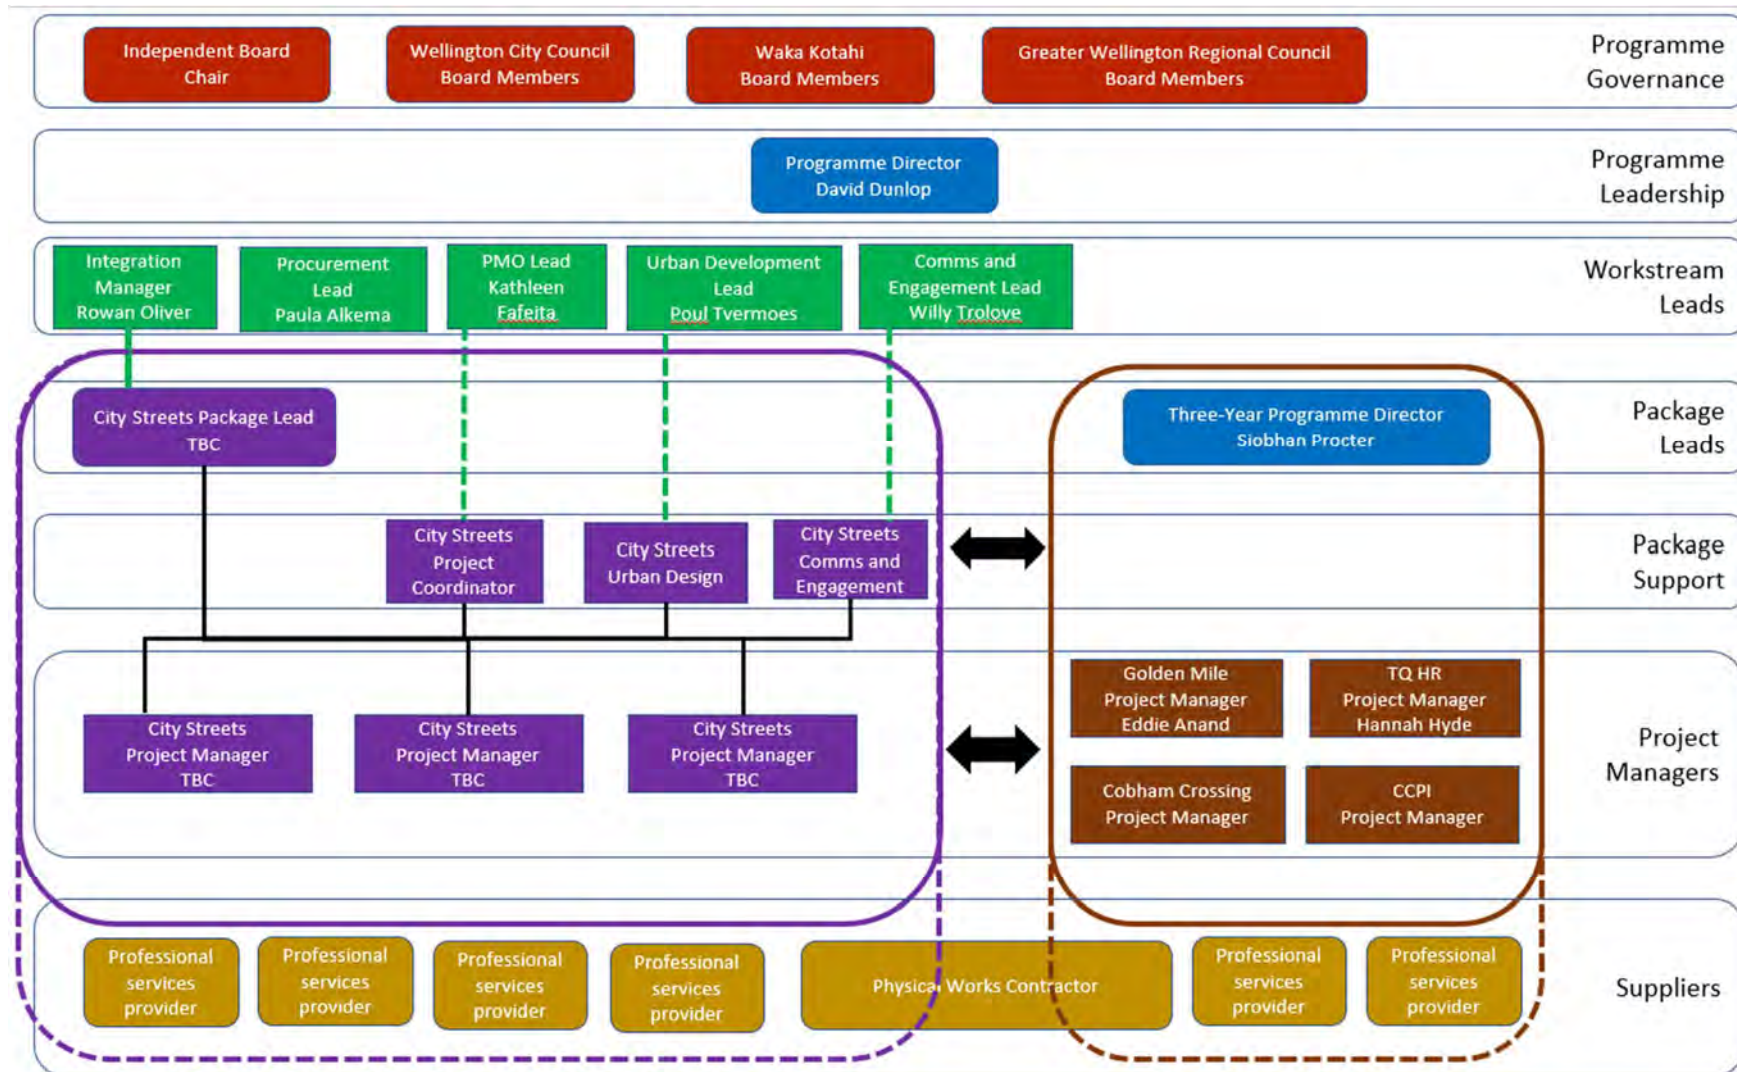 Independent Board
Chair
Wellington City Council
Board Members
Waka Kotahi
Board Members
Greater Wellington Regional Council
Board Members
Programme
Governance
Programme Director
David Dunlop
Programme
Leadership
Integration
Manager
Rowan Oliver
Procurement
Lead
Paula Alkema
PMO Lead
Kathleen
Fafeita
Urban Development
Lead
Poul Tvermoes
Comms and
Engagement Lead
Willy Trolove
Workstream
Leads
City Streets Package Lead
TBC
Three-Year Programme Director
Siobhan Procter
Package
Leads
City Streets
Project
Coordinator
City Streets
Urban Design
City Streets
Comms and
Engagement
Package
Support
City Streets
Project Manager
TBC
City Streets
Project Manager
TBC
City Streets
Project Manager
TBC
Golden Mile
Project Manager
Eddie Anand
TQ HR
Project Manager
Hannah Hyde
Cobham Crossing
Project Manager
CCPI
Project Manager
Project
Managers
Professional
services
provider
Professional
services
provider
Professional
services
provider
Professional
services
provider
Physical Works Contractor
Professional
services
provider
Professional
services
provider
Suppliers